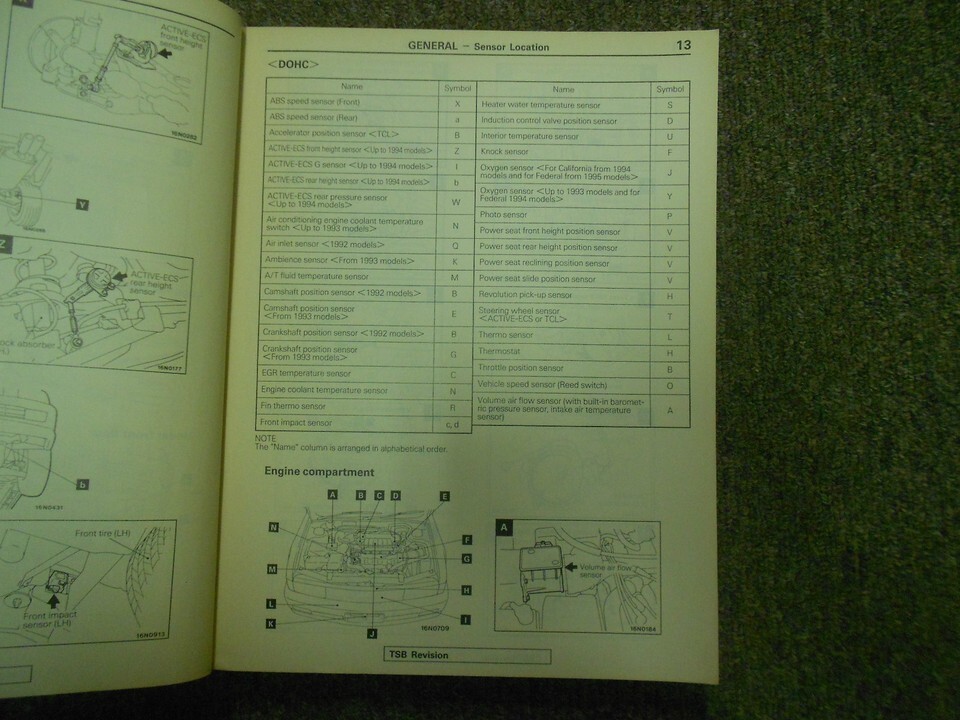 ACTIVE-ECS
front height
sensor
16N0262
Y
Z
ACTIVE-ECS
rear height
sensor
16N0177
b
16N0431
Front tire (LH)
Front impact
sensor (LH)
16N0913
GENERAL – Sensor Location
13
<DOHC>
Name Symbol
ABS speed sensor (Front) X
ABS speed sensor (Rear) a
Accelerator position sensor <TCL> B
ACTIVE-ECS front height sensor <Up to 1994 models> Z
ACTIVE-ECS G sensor <Up to 1994 models> I
ACTIVE-ECS rear height sensor <Up to 1994 models> b
ACTIVE-ECS rear pressure sensor
<Up to 1994 models> W
Air conditioning engine coolant temperature
switch <Up to 1993 models> N
Air inlet sensor <1992 models> Q
Ambience sensor <From 1993 models> K
A/T fluid temperature sensor M
Camshaft position sensor <1992 models> B
Camshaft position sensor
<From 1993 models> E
Crankshaft position sensor <1992 models> B
Crankshaft position sensor
<From 1993 models> G
EGR temperature sensor C
Engine coolant temperature sensor N
Fin thermo sensor R
Front impact sensor c, d
Name Symbol
Heater water temperature sensor S
Induction control valve position sensor D
Interior temperature sensor U
Knock sensor F
Oxygen sensor <For California from 1994
models and for Federal from 1995 models> J
Oxygen sensor <Up to 1993 models and for
Federal 1994 models> Y
Photo sensor P
Power seat front height position sensor V
Power seat rear height position sensor V
Power seat reclining position sensor V
Power seat slide position sensor V
Revolution pick-up sensor H
Steering wheel sensor
<ACTIVE-ECS or TCL> T
Thermo sensor L
Thermostat H
Throttle position sensor B
Vehicle speed sensor (Reed switch) O
Volume air flow sensor (with built-in baromet-
ric pressure sensor, intake air temperature
sensor) A
NOTE
The "Name" column is arranged in alphabetical order.
Engine compartment
A B C D E
N
F
G
M
H
L
I
K
J
16N0709
A
Volume air flow
sensor
16N0184
TSB Revision